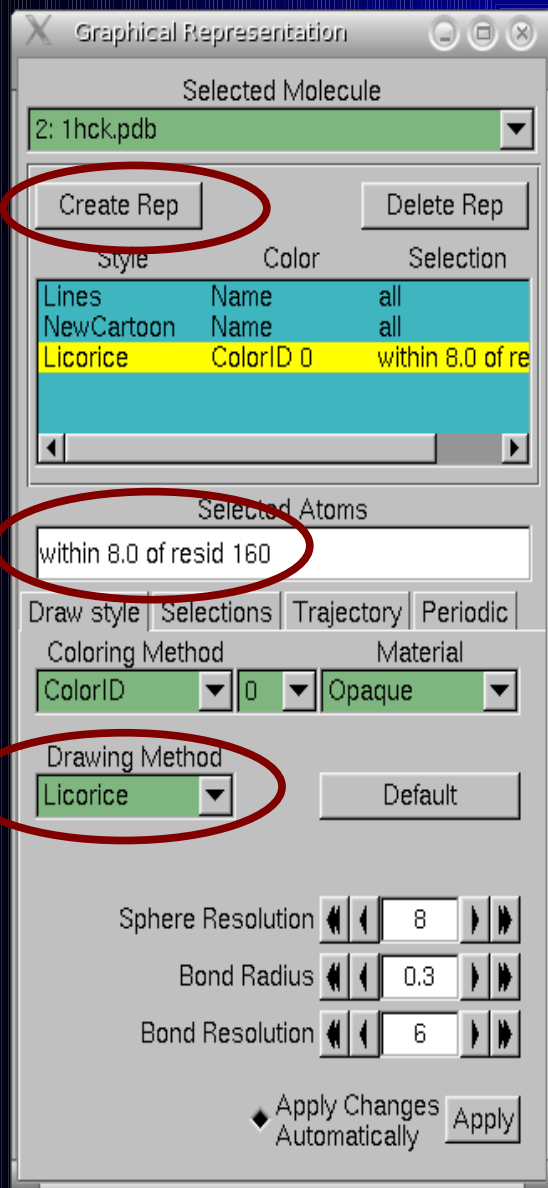 X Graphical Representation
Selected Molecule
2: 1hck.pdb
Create Rep Delete Rep
Style Color Selection
Lines Name all
NewCartoon Name all
Licorice ColorID 0 within 8.0 of re
Selected Atoms
within 8.0 of resid 160
Draw style Selections Trajectory Periodic
Coloring Method Material
ColorID 0 Opaque
Drawing Method
Licorice Default
Sphere Resolution 8
Bond Radius 0.3
Bond Resolution 6
Apply Changes
Automatically Apply